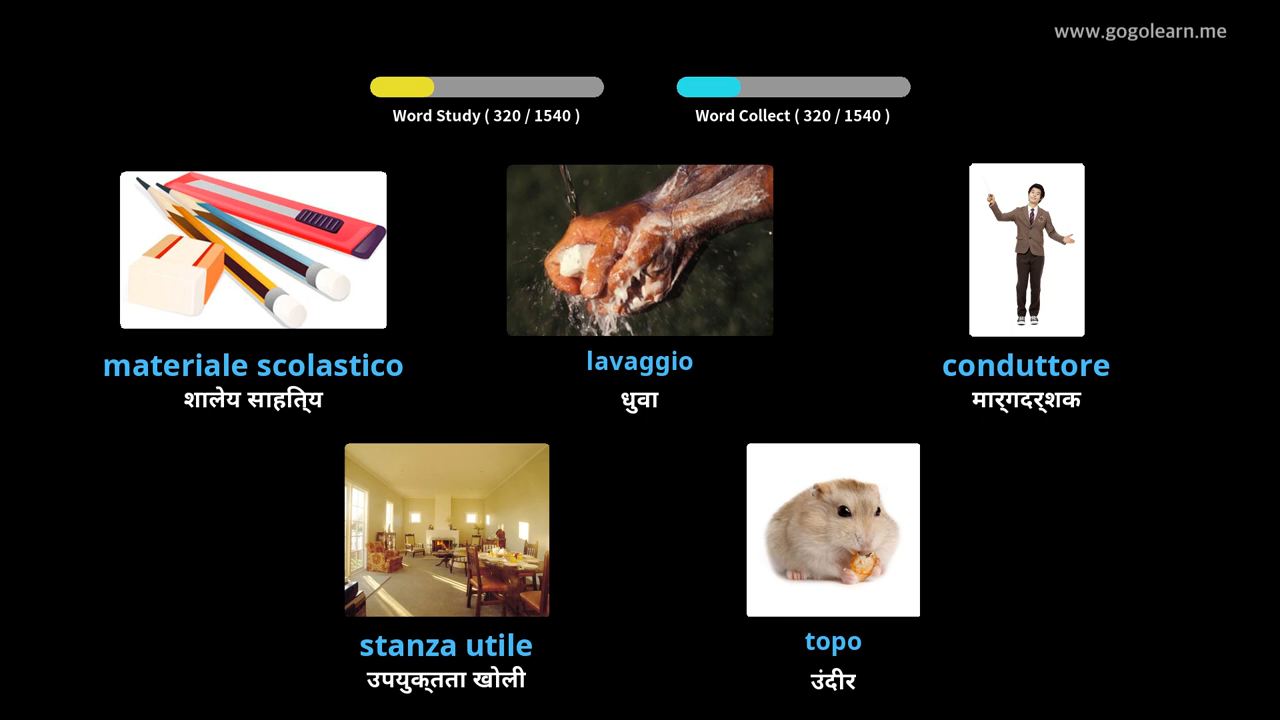 www.gogolearn.me
Word Study ( 320 / 1540 )
Word Collect ( 320 / 1540 )
materiale scolastico
शालेय साहित्य
lavaggio
धुवा
conduttore
मार्गदर्शक
stanza utile
उपयुक्तता खोली
topo
उंदीर